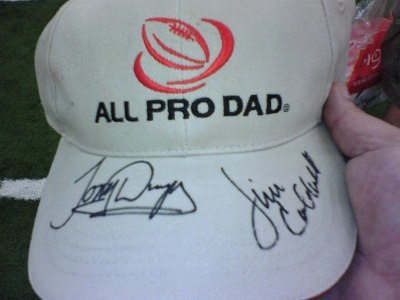 ALL PRO DAD®
Tony Dungy Jim Caldwell